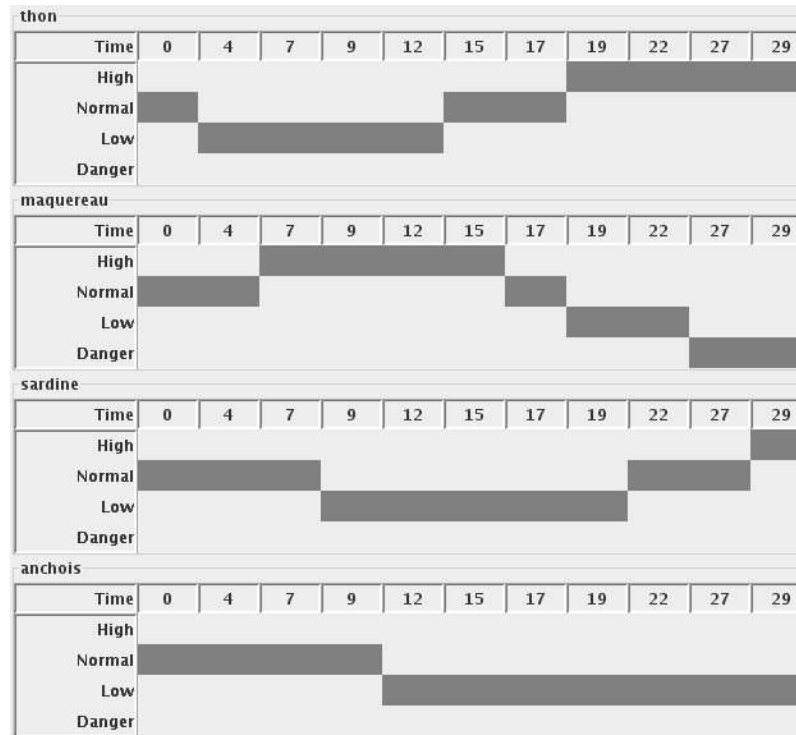 thon
Time 0 4 7 9 12 15 17 19 22 27 29
High
Normal
Low
Danger
maquereau
Time 0 4 7 9 12 15 17 19 22 27 29
High
Normal
Low
Danger
sardine
Time 0 4 7 9 12 15 17 19 22 27 29
High
Normal
Low
Danger
anchois
Time 0 4 7 9 12 15 17 19 22 27 29
High
Normal
Low
Danger